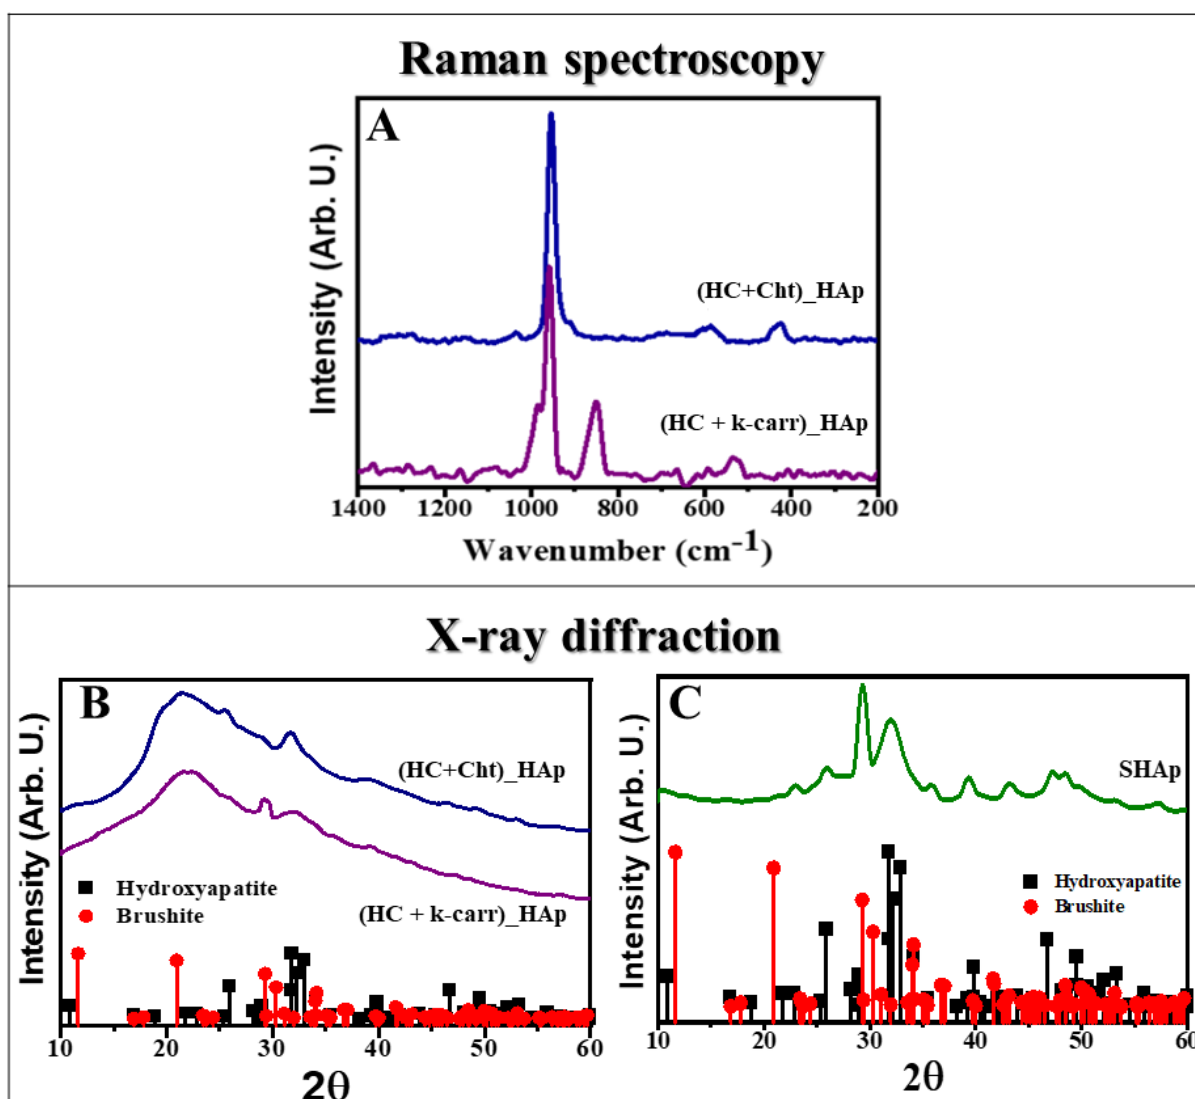 Raman spectroscopy
A
Intensity (Arb. U.)
(HC+Cht)_HAp
(HC + k-carr)_HAp
1400 1200 1000 800 600 400 200
Wavenumber (cm-1)
X-ray diffraction
B
Intensity (Arb. U.)
(HC+Cht)_HAp
Hydroxyapatite
Brushite
(HC + k-carr)_HAp
10 20 30 40 50 60
2θ
C
Intensity (Arb. U.)
SHAp
Hydroxyapatite
Brushite
10 20 30 40 50 60
2θ